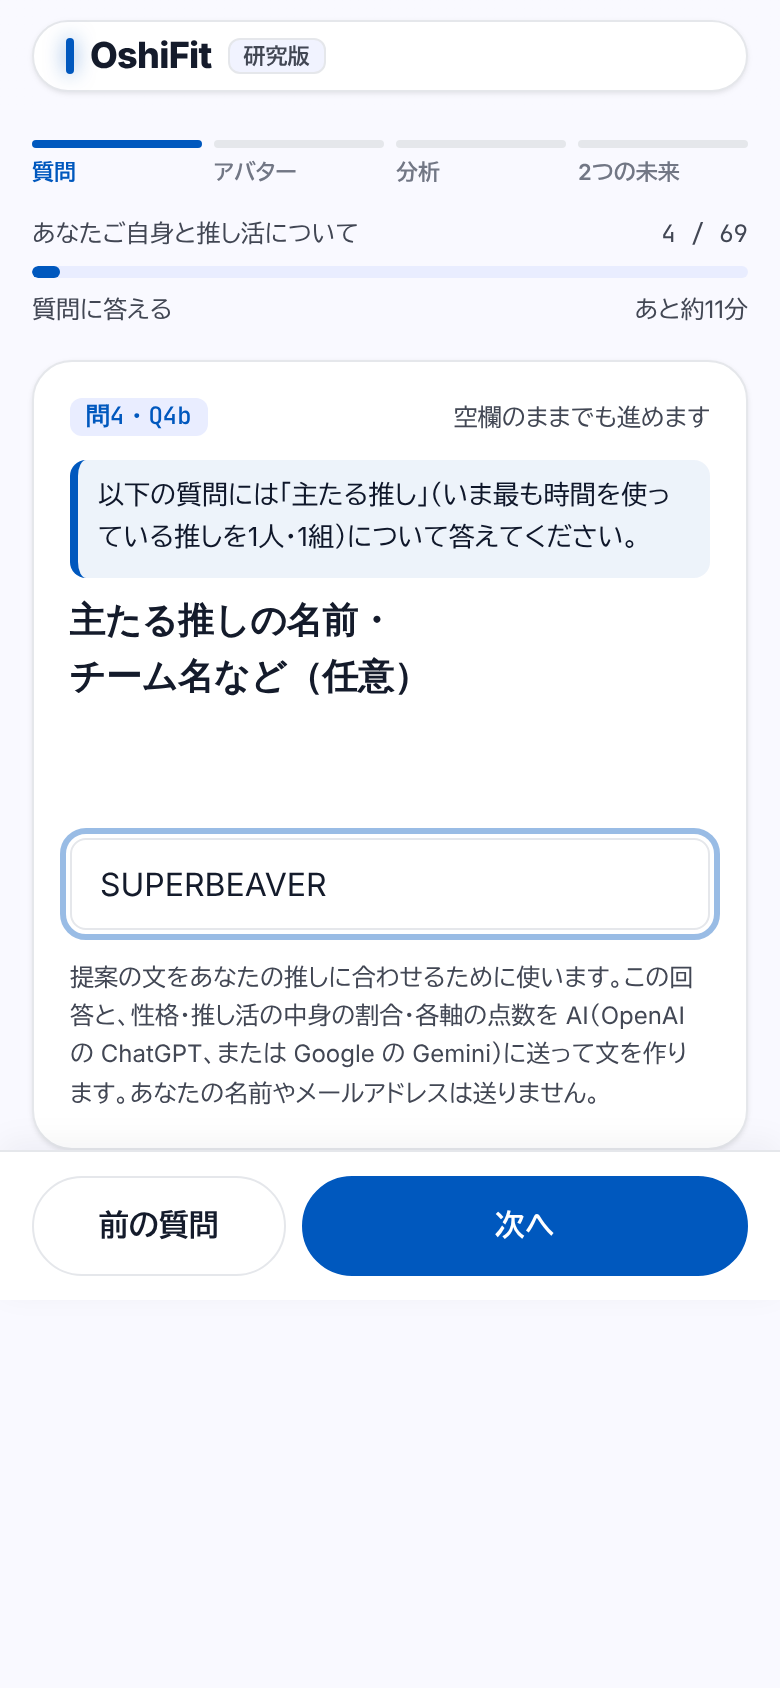 OshiFit 研究版
質問 アバター 分析 2つの未来
あなたご自身と推し活について 4 / 69
質問に答える あと約11分
問4・Q4b 空欄のままでも進めます
以下の質問には「主たる推し」(いま最も時間を使っ
ている推しを1人・1組)について答えてください。
主たる推しの名前・
チーム名など（任意）
SUPERBEAVER
提案の文をあなたの推しに合わせるために使います。この回
答と、性格・推し活の中身の割合・各軸の点数を AI(OpenAI
の ChatGPT、または Google の Gemini)に送って文を作り
ます。あなたの名前やメールアドレスは送りません。
前の質問 次へ